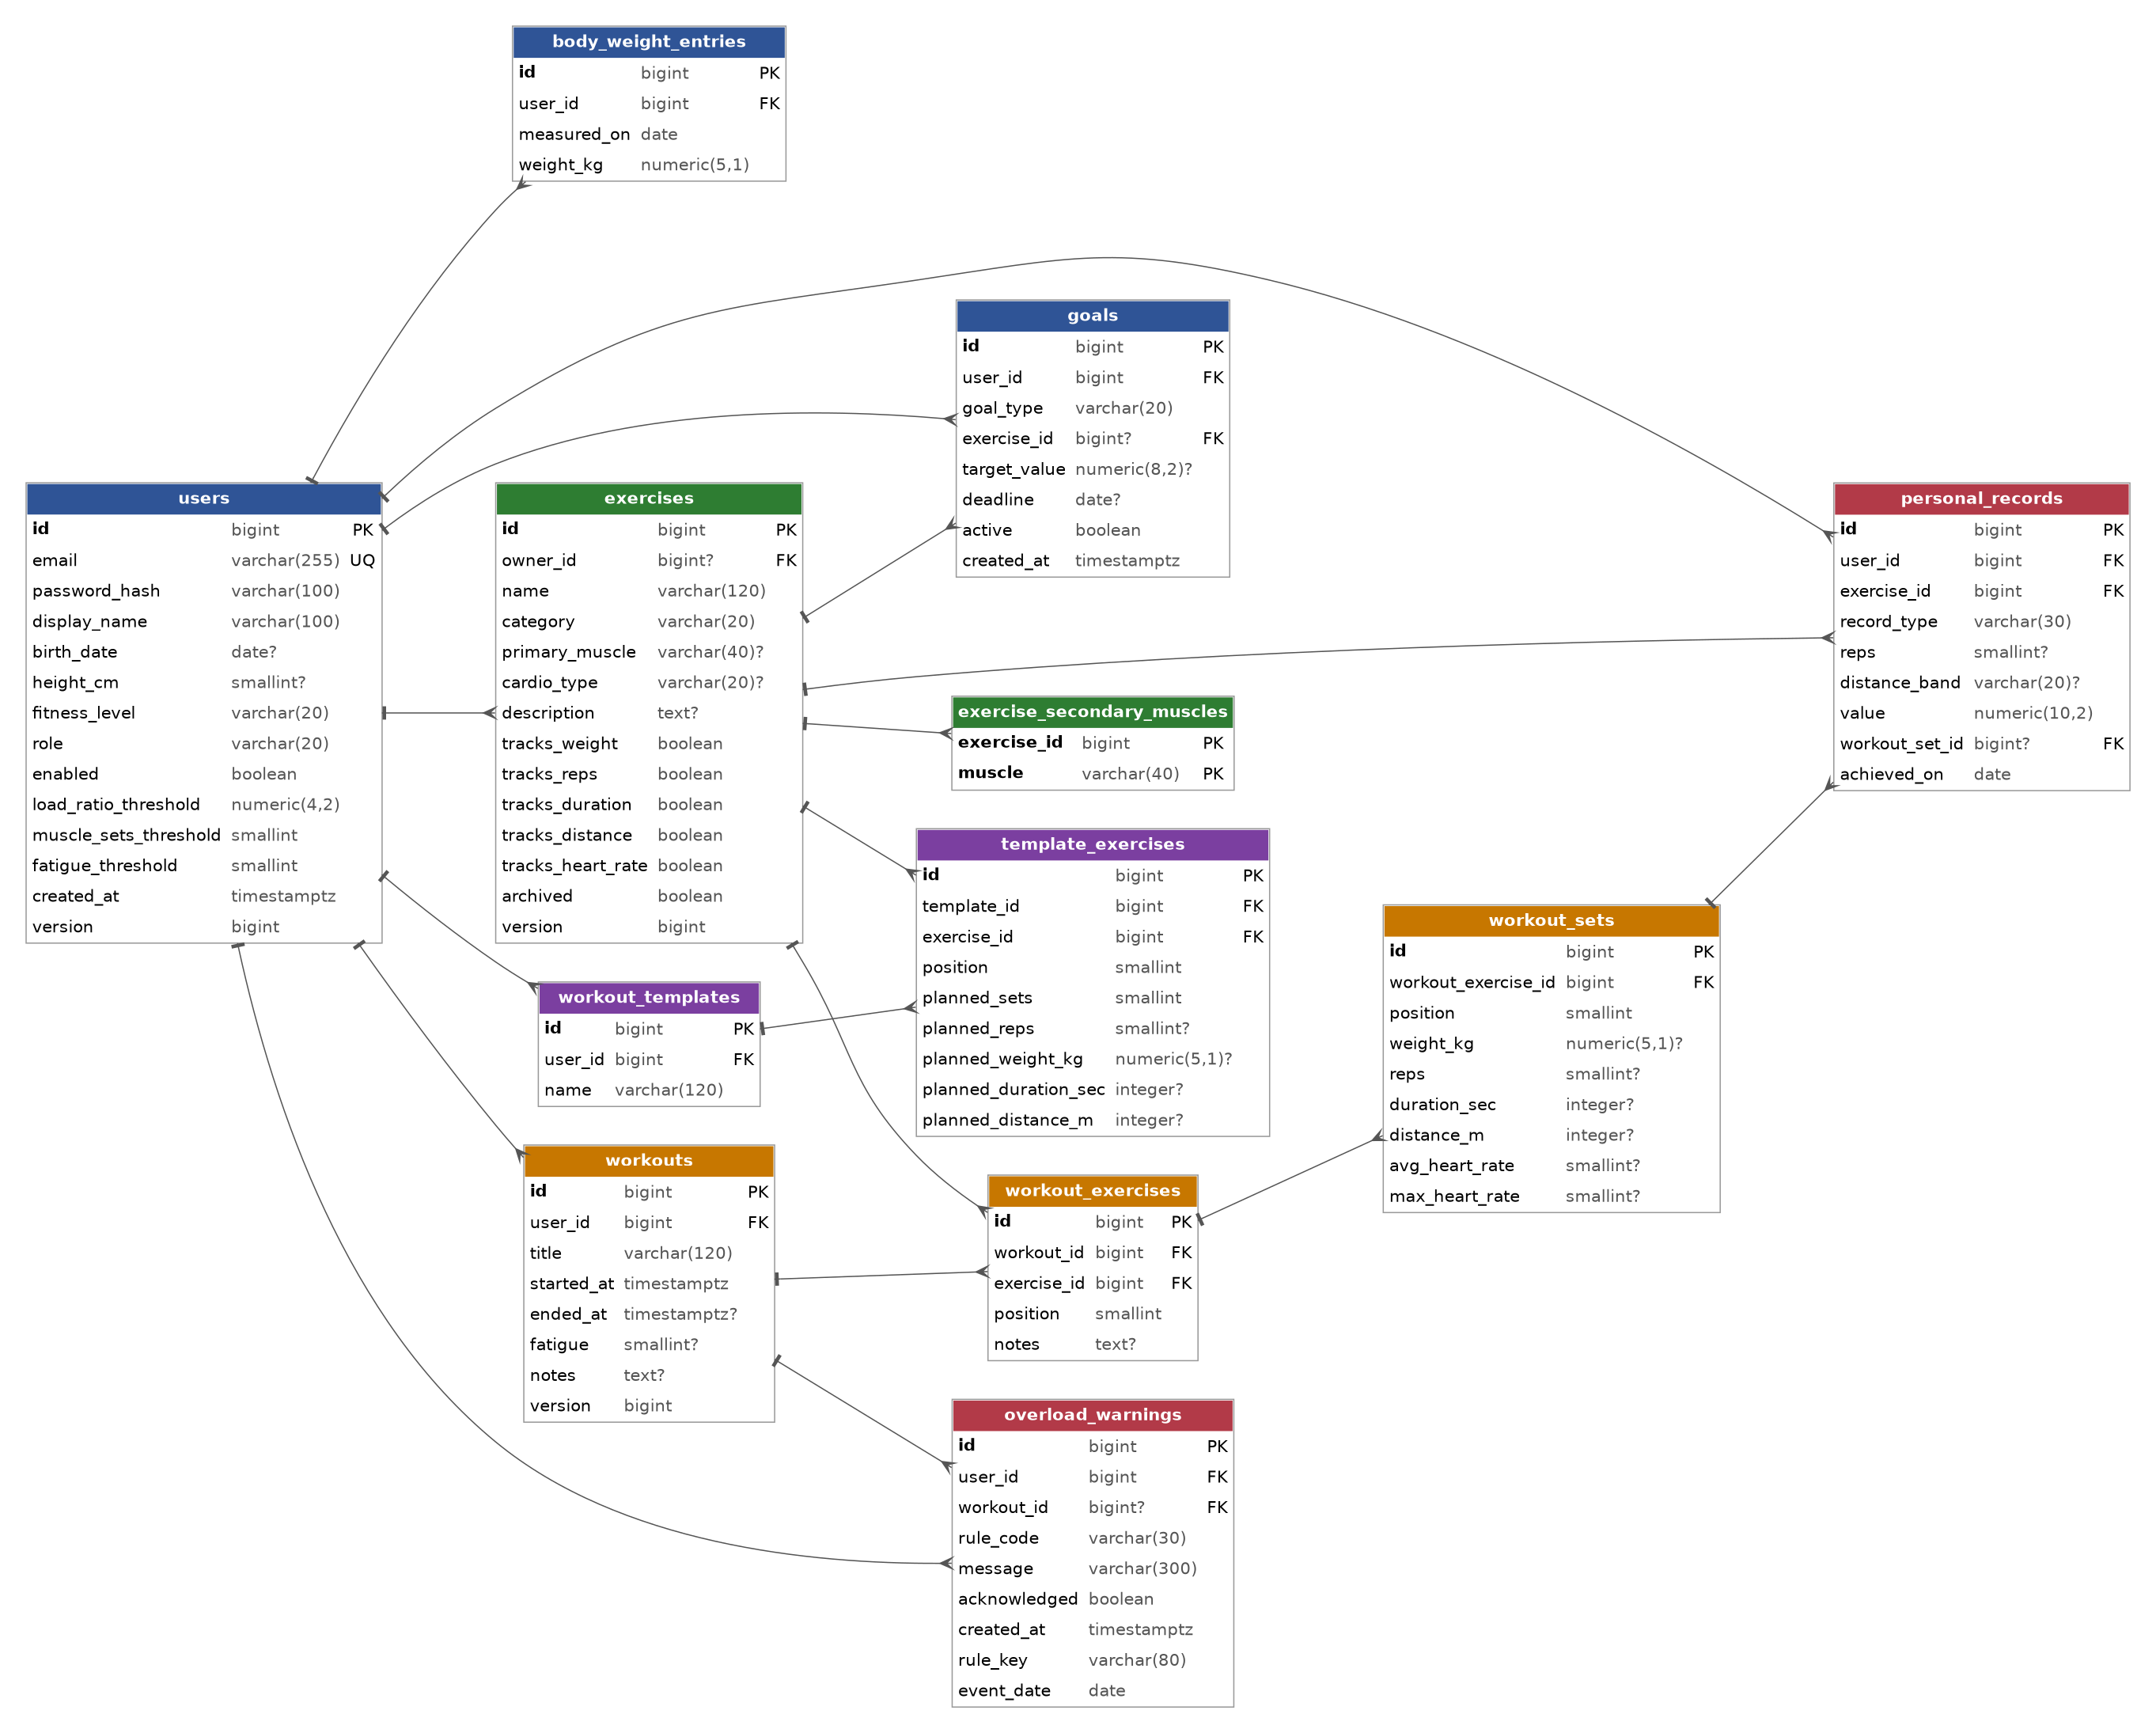 body_weight_entries
id bigint PK
user_id bigint FK
measured_on date
weight_kg numeric(5,1)
goals
id bigint PK
user_id bigint FK
goal_type varchar(20)
exercise_id bigint? FK
target_value numeric(8,2)?
deadline date?
active boolean
created_at timestamptz
users
id bigint PK
email varchar(255) UQ
password_hash varchar(100)
display_name varchar(100)
birth_date date?
height_cm smallint?
fitness_level varchar(20)
role varchar(20)
enabled boolean
load_ratio_threshold numeric(4,2)
muscle_sets_threshold smallint
fatigue_threshold smallint
created_at timestamptz
version bigint
exercises
id bigint PK
owner_id bigint? FK
name varchar(120)
category varchar(20)
primary_muscle varchar(40)?
cardio_type varchar(20)?
description text?
tracks_weight boolean
tracks_reps boolean
tracks_duration boolean
tracks_distance boolean
tracks_heart_rate boolean
archived boolean
version bigint
personal_records
id bigint PK
user_id bigint FK
exercise_id bigint FK
record_type varchar(30)
reps smallint?
distance_band varchar(20)?
value numeric(10,2)
workout_set_id bigint? FK
achieved_on date
exercise_secondary_muscles
exercise_id bigint PK
muscle varchar(40) PK
template_exercises
id bigint PK
template_id bigint FK
exercise_id bigint FK
position smallint
planned_sets smallint
planned_reps smallint?
planned_weight_kg numeric(5,1)?
planned_duration_sec integer?
planned_distance_m integer?
workout_sets
id bigint PK
workout_exercise_id bigint FK
position smallint
weight_kg numeric(5,1)?
reps smallint?
duration_sec integer?
distance_m integer?
avg_heart_rate smallint?
max_heart_rate smallint?
workout_templates
id bigint PK
user_id bigint FK
name varchar(120)
workouts
id bigint PK
user_id bigint FK
title varchar(120)
started_at timestamptz
ended_at timestamptz?
fatigue smallint?
notes text?
version bigint
workout_exercises
id bigint PK
workout_id bigint FK
exercise_id bigint FK
position smallint
notes text?
overload_warnings
id bigint PK
user_id bigint FK
workout_id bigint? FK
rule_code varchar(30)
message varchar(300)
acknowledged boolean
created_at timestamptz
rule_key varchar(80)
event_date date